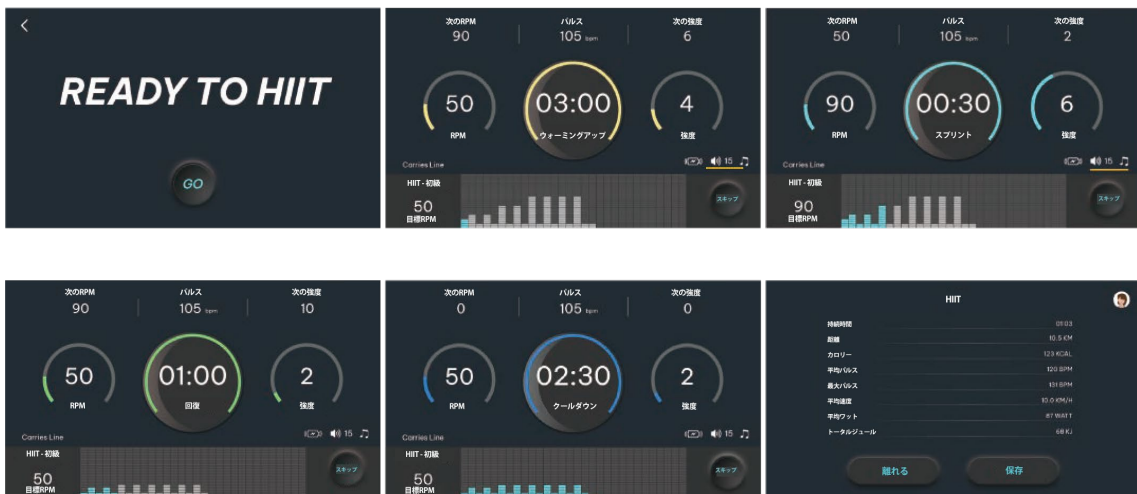 READY TO HIIT
GO
次のRPM パルス 次の強度
90 105 bpm 6
50 03:00 4
RPM ウォーミングアップ 強度
Carries Line 15
HIIT - 初級
50 スキップ
目標RPM
次のRPM パルス 次の強度
50 105 bpm 2
90 00:30 6
RPM スプリント 強度
Carries Line 15
HIIT - 初級
90 スキップ
目標RPM
次のRPM パルス 次の強度
90 105 bpm 10
50 01:00 2
RPM 回復 強度
Carries Line 15
HIIT - 初級
50 スキップ
目標RPM
次のRPM パルス 次の強度
0 105 bpm 0
50 02:30 2
RPM クールダウン 強度
Carries Line 15
HIIT - 初級
50 スキップ
目標RPM
HIIT
持続時間 01:03
距離 10.5 KM
カロリー 123 KCAL
平均パルス 120 BPM
最大パルス 131 BPM
平均速度 10.0 KM/H
平均ワット 87 WATT
トータルジュール 68 KJ
離れる 保存